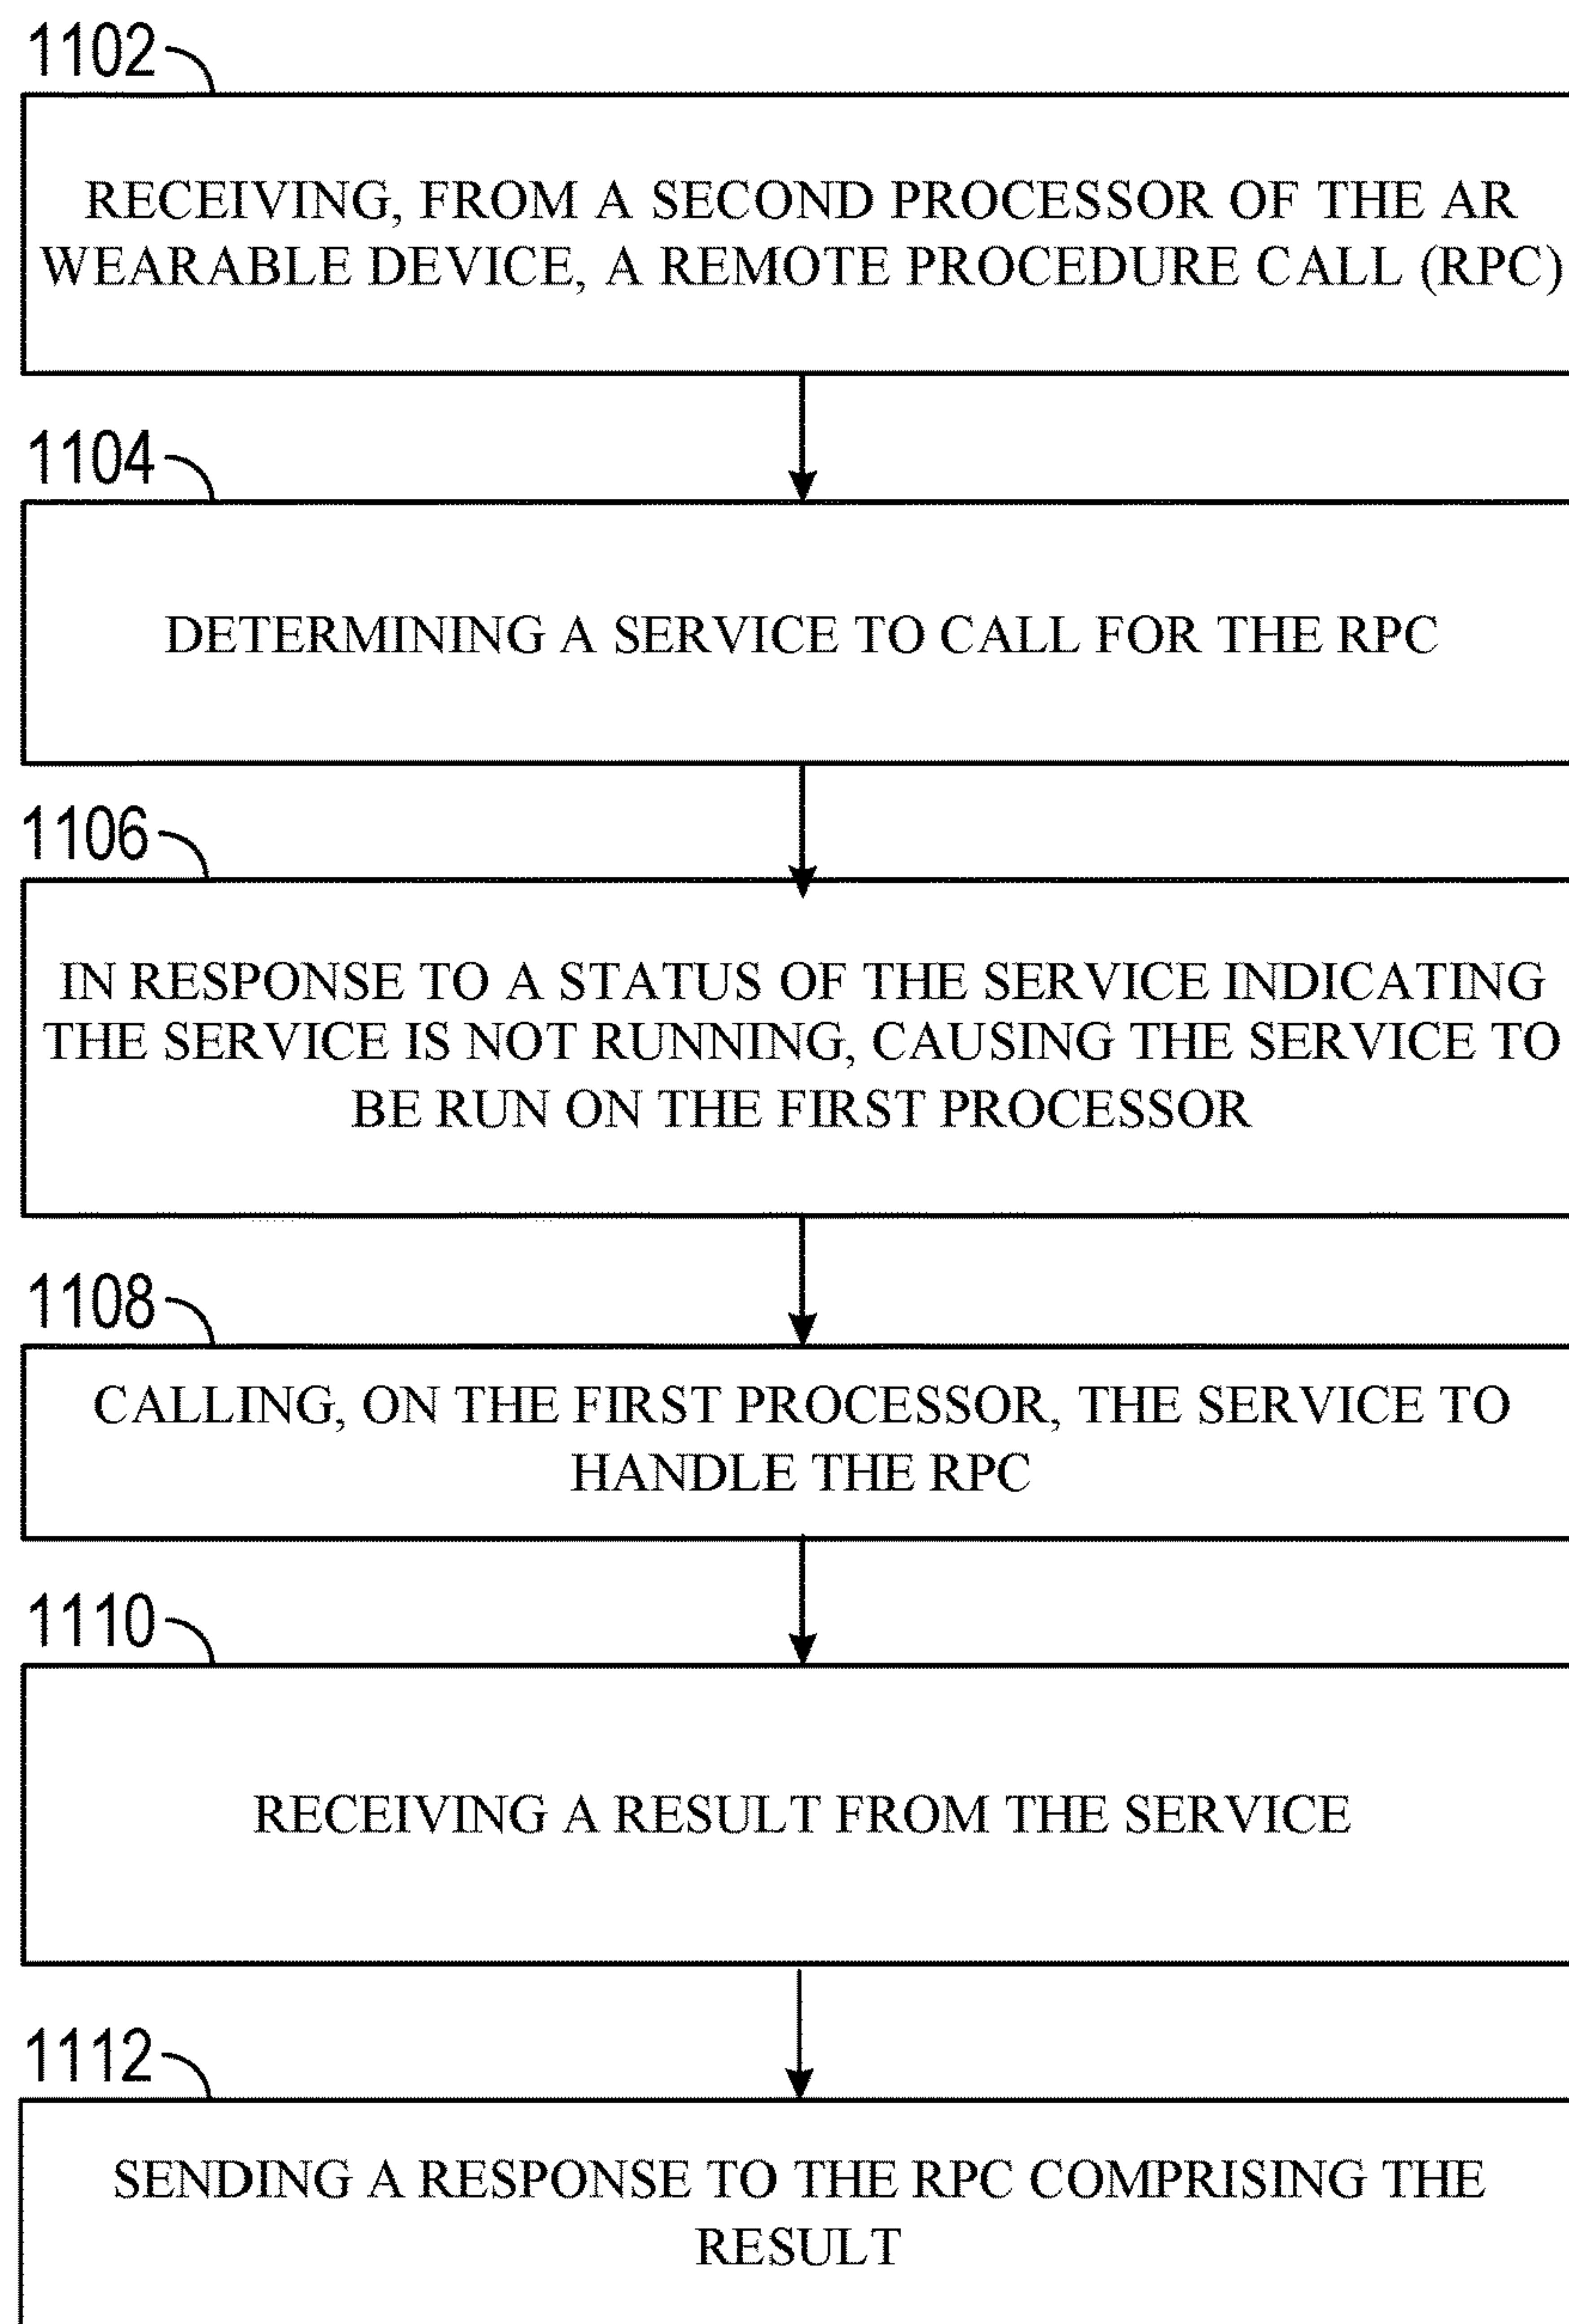 1102
RECEIVING, FROM A SECOND PROCESSOR OF THE AR
WEARABLE DEVICE, A REMOTE PROCEDURE CALL (RPC)
1104
DETERMINING A SERVICE TO CALL FOR THE RPC
1106
IN RESPONSE TO A STATUS OF THE SERVICE INDICATING
THE SERVICE IS NOT RUNNING, CAUSING THE SERVICE TO
BE RUN ON THE FIRST PROCESSOR
1108
CALLING, ON THE FIRST PROCESSOR, THE SERVICE TO
HANDLE THE RPC
1110
RECEIVING A RESULT FROM THE SERVICE
1112
SENDING A RESPONSE TO THE RPC COMPRISING THE
RESULT